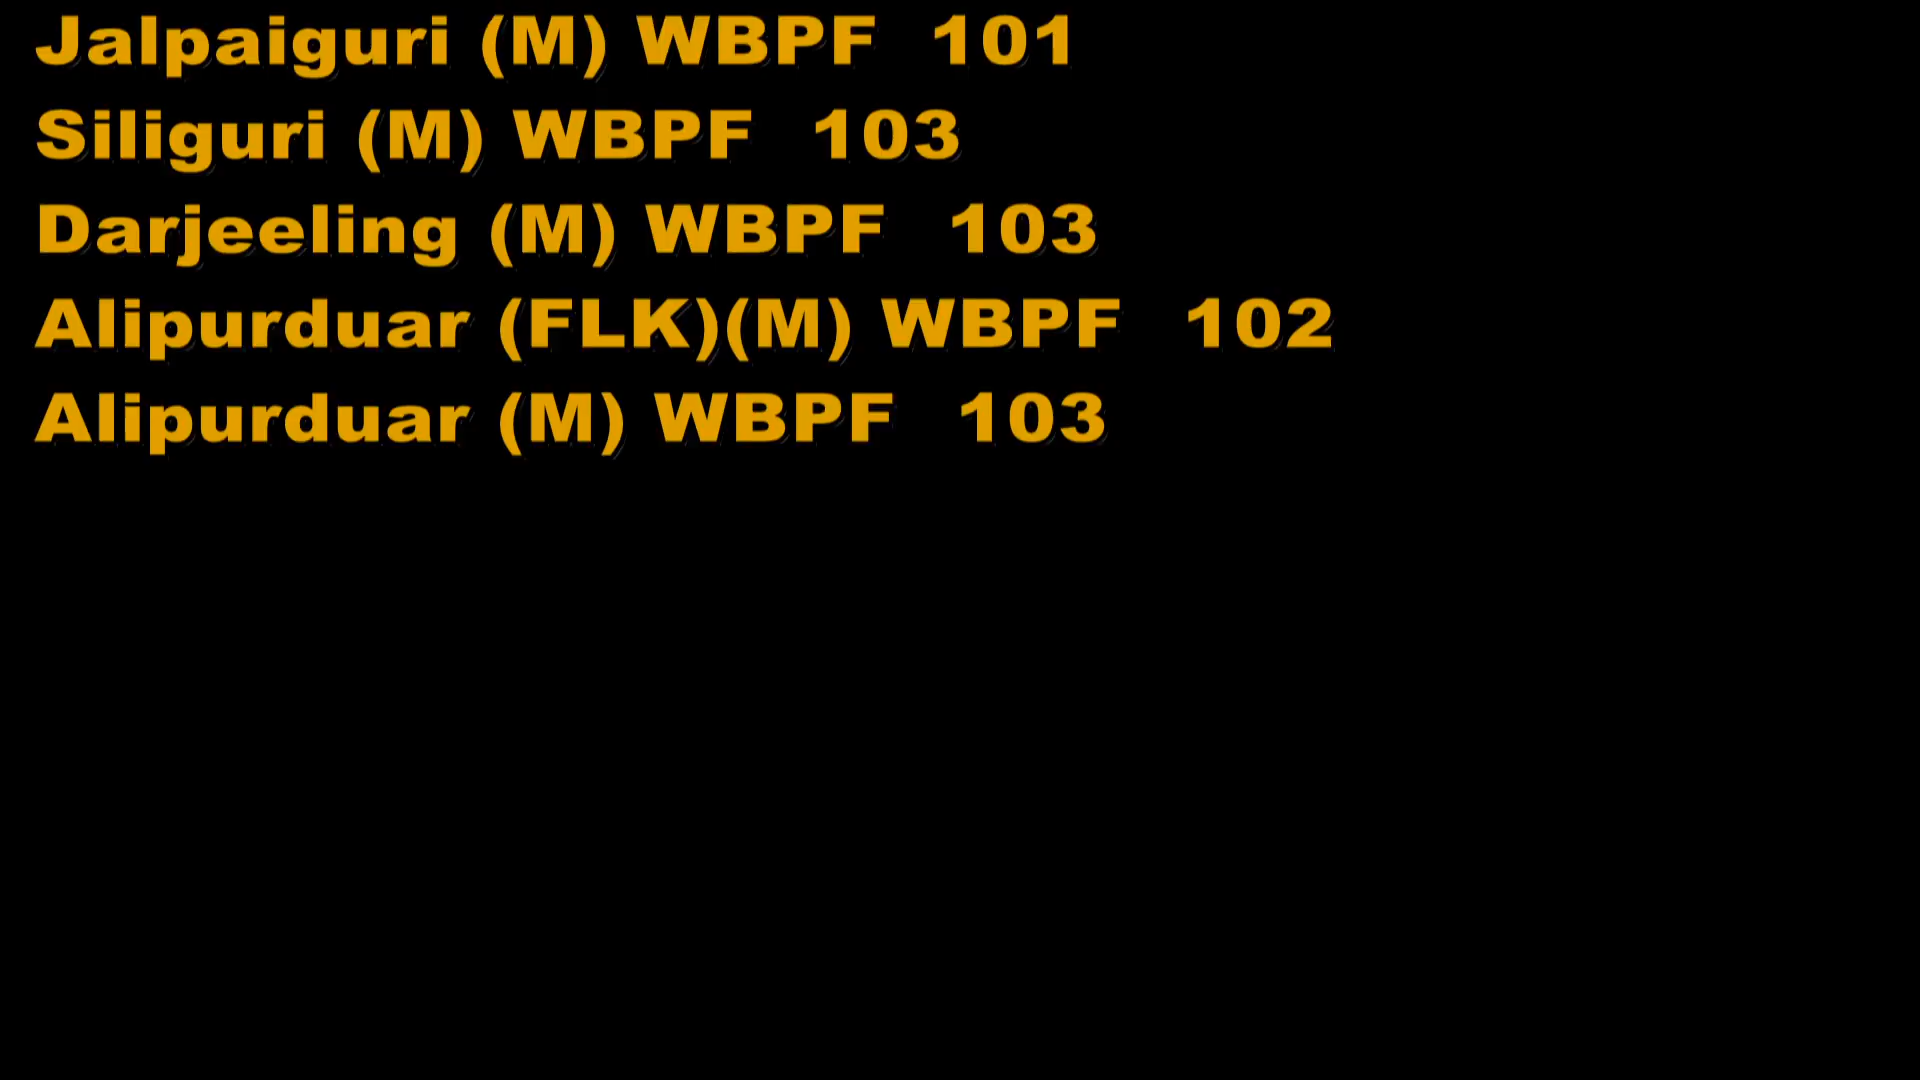 Jalpaiguri (M) WBPF 101
Siliguri (M) WBPF 103
Darjeeling (M) WBPF 103
Alipurduar (FLK)(M) WBPF 102
Alipurduar (M) WBPF 103